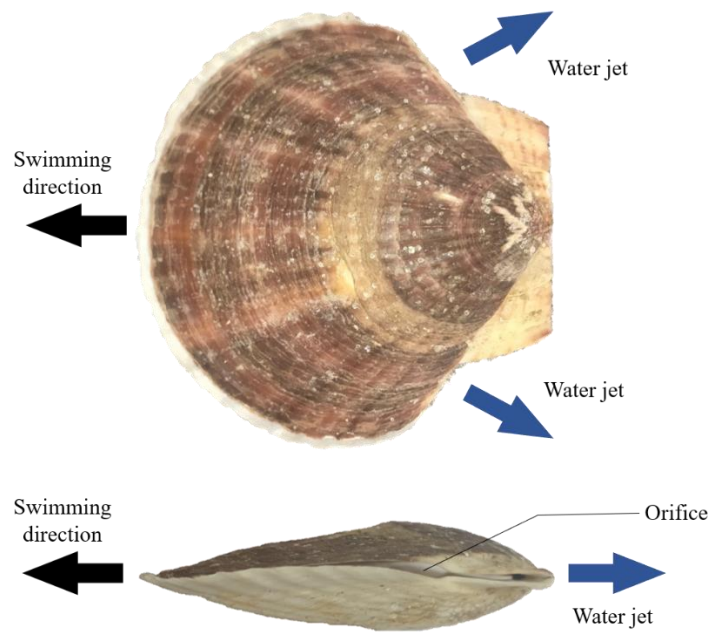 Water jet
Swimming
direction
Water jet
Swimming
direction
Orifice
Water jet